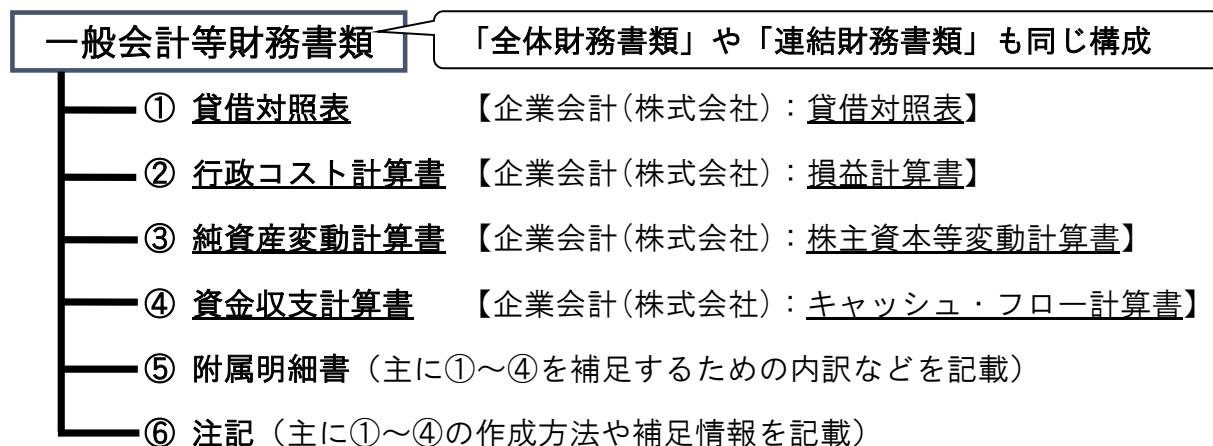 一般会計等財務書類
「全体財務書類」や「連結財務書類」も同じ構成
① 貸借対照表 【企業会計(株式会社)：貸借対照表】
② 行政コスト計算書 【企業会計(株式会社)：損益計算書】
③ 純資産変動計算書 【企業会計(株式会社)：株主資本等変動計算書】
④ 資金収支計算書 【企業会計(株式会社)：キャッシュ・フロー計算書】
⑤ 附属明細書（主に①～④を補足するための内訳などを記載）
⑥ 注記（主に①～④の作成方法や補足情報を記載）